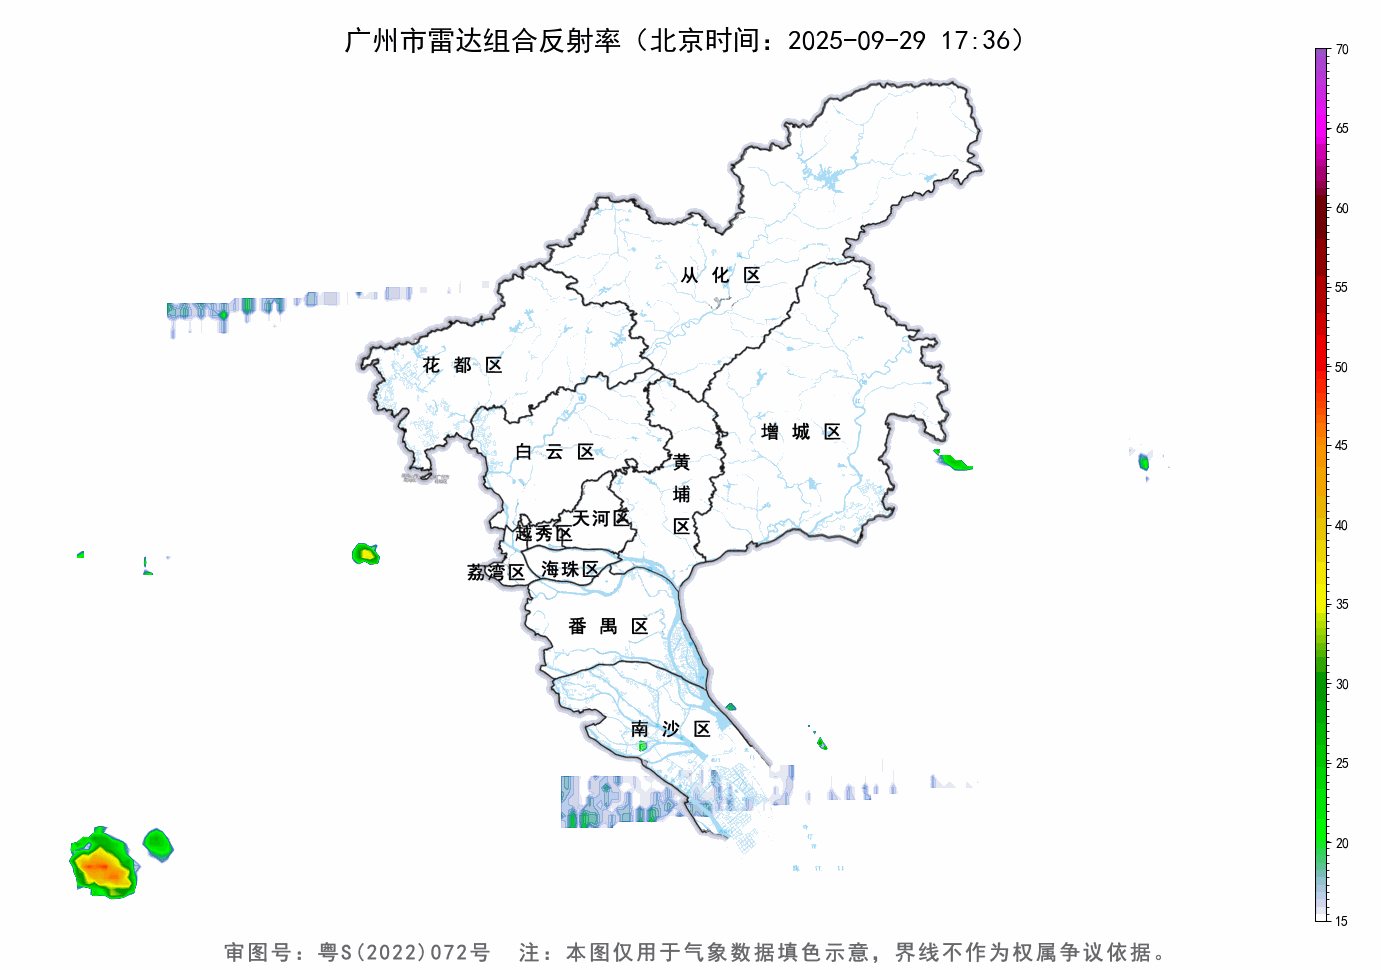 广州市雷达组合反射率（北京时间：2025-09-29 17:36）
70
65
60
55
50
45
40
35
30
25
20
15
从化区
花都区
增城区
白云区
黄埔区
天河区
越秀区
海珠区
荔湾区
番禺区
南沙区
审图号：粤S(2022)072号 注：本图仅用于气象数据填色示意，界线不作为权属争议依据。